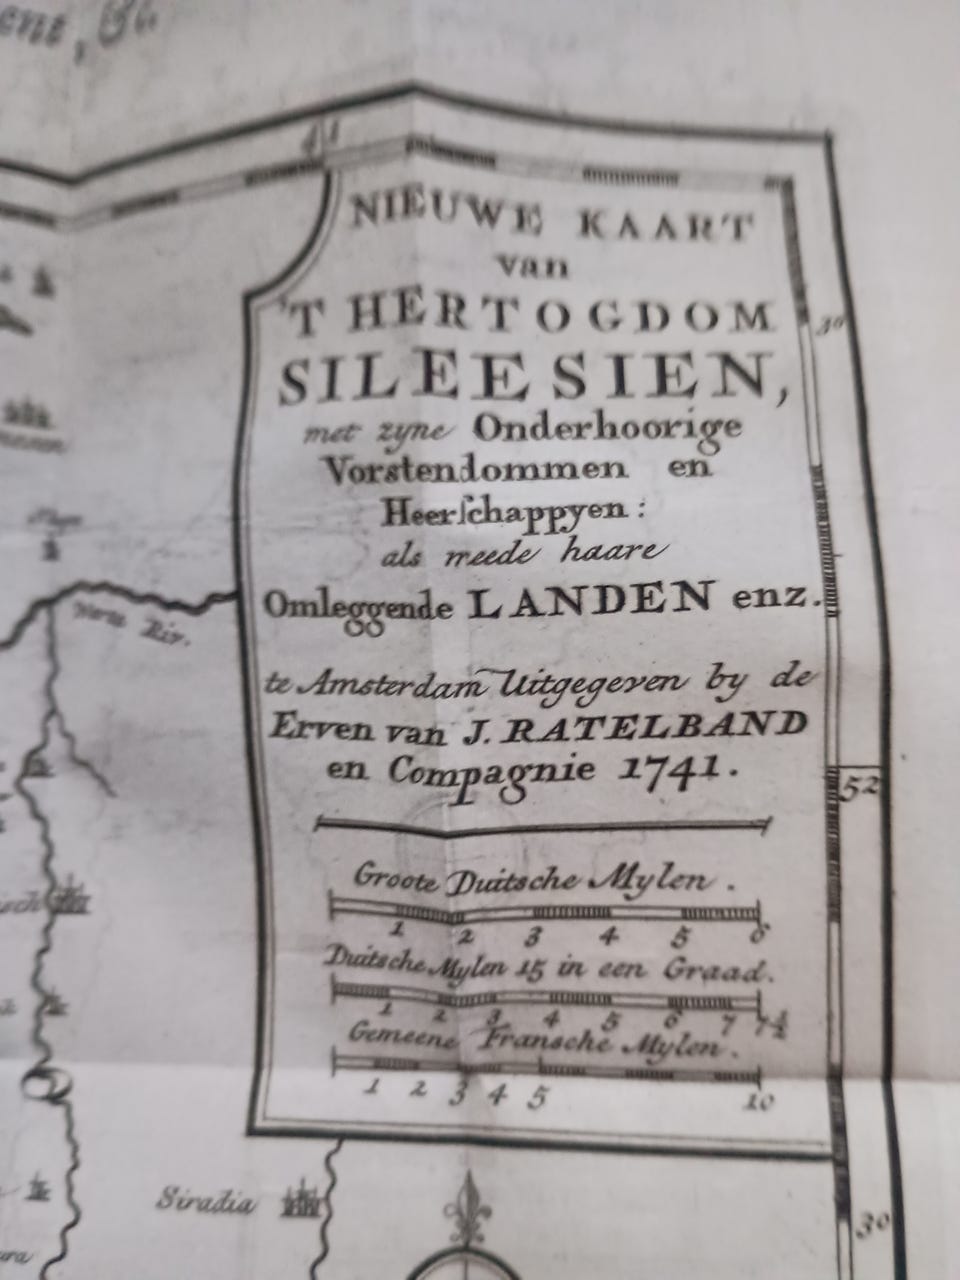 NIEUWE KAART
van
'T HERTOGDOM
SILEESIEN,
met zyne Onderhoorige
Vorstendommen en
Heerſchappyen :
als meede haare
Omleggende LANDEN enz.
te Amsterdam Uitgegeven by de
Erven van J. RATELBAND
en Compagnie 1741.
Groote Duitsche Mylen.
1 2 3 4 5 6
Duitsche Mylen 15 in een Graad.
1 2 3 4 5 6 7 7½
Gemeene Fransche Mylen.
1 2 3 4 5 10
30
52
30
Riv.
Siradia